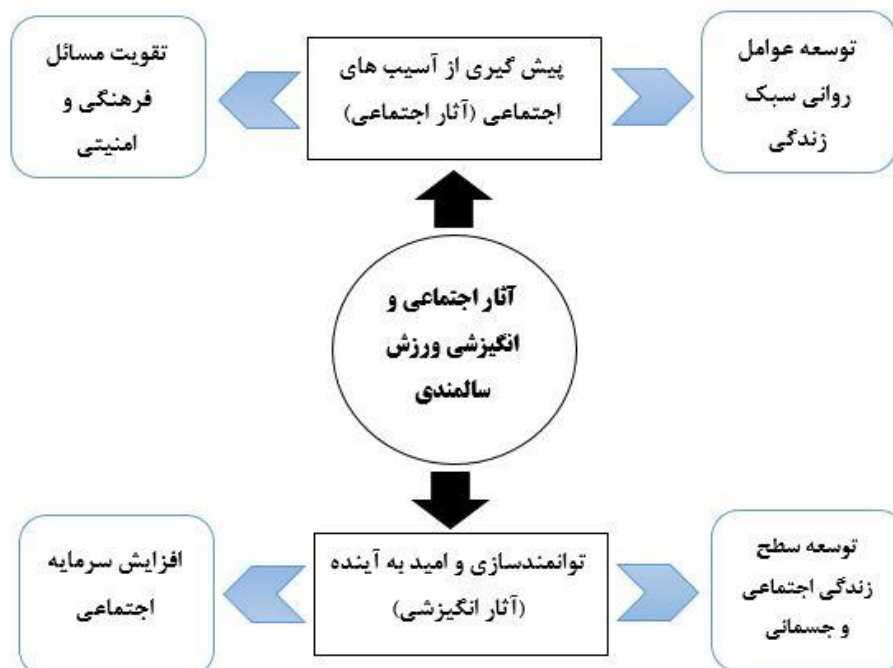 توسعه عوامل
روانی سبک
زندگی
پیش گیری از آسیب های
اجتماعی (آثار اجتماعی)
تقویت مسائل
فرهنگی و
امنیتی
آثار اجتماعی و
انگیزشی ورزش
سالمندی
توسعه سطح
زندگی اجتماعی
و جسمانی
توانمندسازی و امید به آینده
(آثار انگیزشی)
افزایش سرمایه
اجتماعی